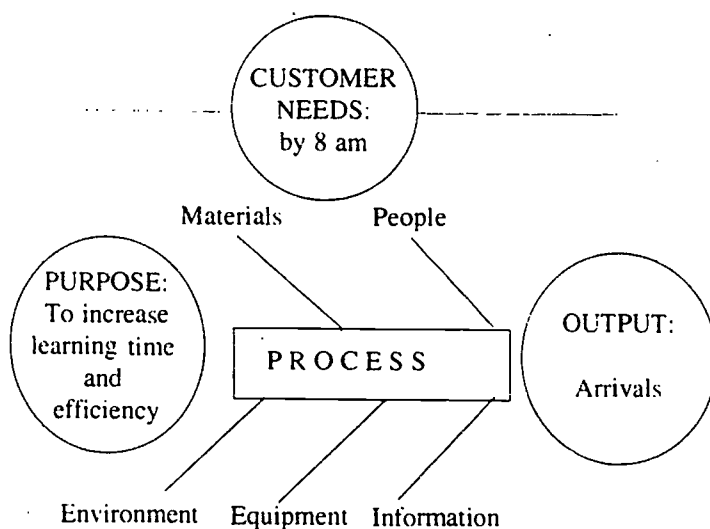 CUSTOMER
NEEDS:
by 8 am
Materials
People
PURPOSE:
To increase
learning time
and
efficiency
PROCESS
OUTPUT:
Arrivals
Environment
Equipment
Information